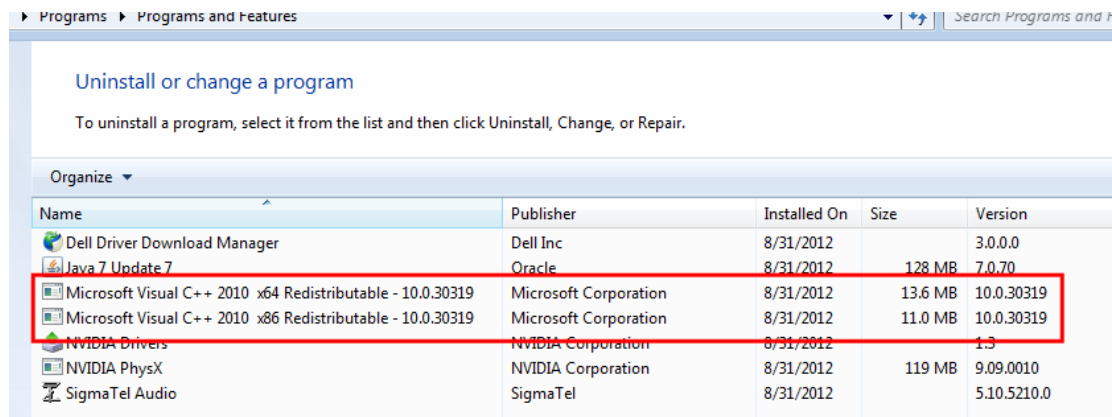 Programs Programs and Features Search Programs and F
Uninstall or change a program
To uninstall a program, select it from the list and then click Uninstall, Change, or Repair.
Organize
Name Publisher Installed On Size Version
Dell Driver Download Manager Dell Inc 8/31/2012 3.0.0.0
Java 7 Update 7 Oracle 8/31/2012 128 MB 7.0.70
Microsoft Visual C++ 2010 x64 Redistributable - 10.0.30319 Microsoft Corporation 8/31/2012 13.6 MB 10.0.30319
Microsoft Visual C++ 2010 x86 Redistributable - 10.0.30319 Microsoft Corporation 8/31/2012 11.0 MB 10.0.30319
NVIDIA Drivers NVIDIA Corporation 8/31/2012 1.3
NVIDIA PhysX NVIDIA Corporation 8/31/2012 119 MB 9.09.0010
SigmaTel Audio SigmaTel 8/31/2012 5.10.5210.0